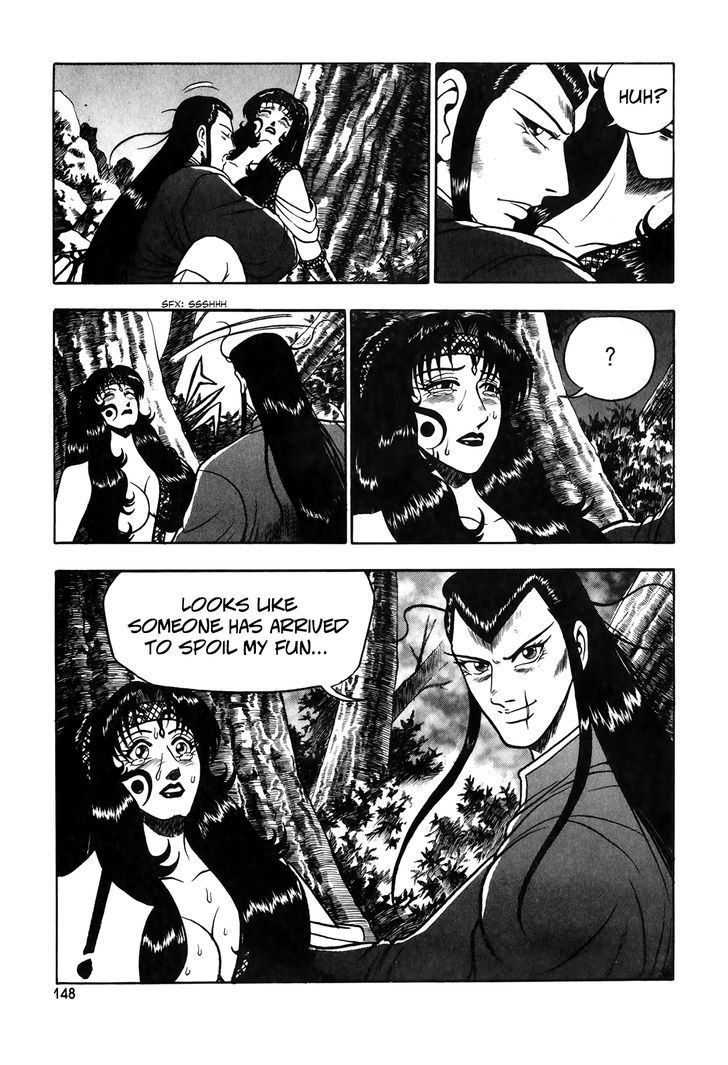 HUH?
SFX: SSSHHH
?
LOOKS LIKE
SOMEONE HAS ARRIVED
TO SPOIL MY FUN...
148